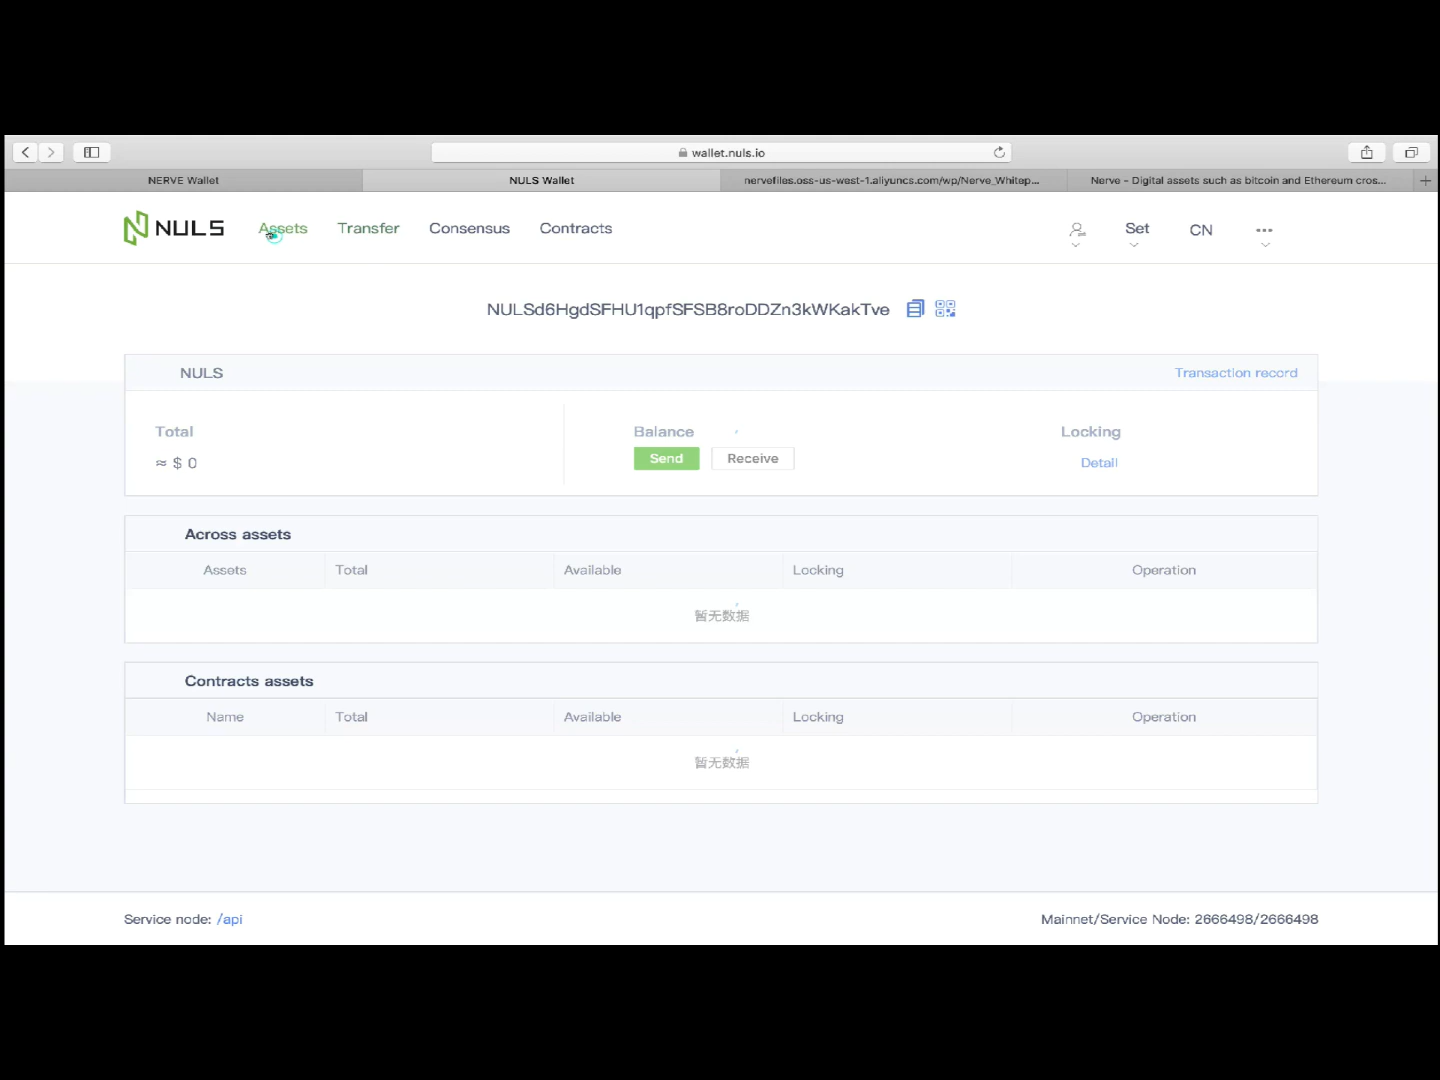 wallet.nuls.io
NERVE Wallet
NULS Wallet
nervefiles.oss-us-west-1.aliyuncs.com/wp/Nerve_Whitep...
Nerve - Digital assets such as bitcoin and Ethereum cros...
NULS
Assets
Transfer
Consensus
Contracts
Set
CN
NULSd6HgdSFHU1qpfSFSB8roDDZn3kWKakTve
NULS
Transaction record
Total
Balance
Locking
≈ $ 0
Send
Receive
Detail
Across assets
Assets
Total
Available
Locking
Operation
暂无数据
Contracts assets
Name
Total
Available
Locking
Operation
暂无数据
Service node: /api
Mainnet/Service Node: 2666498/2666498